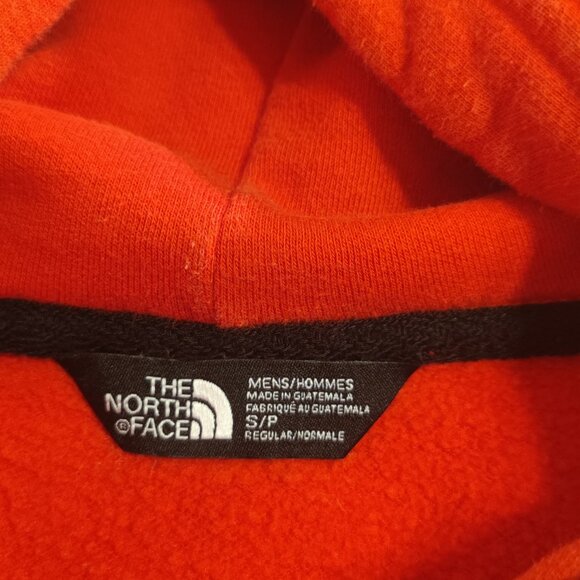 THE
NORTH
®FACE
MENS/HOMMES
MADE IN GUATEMALA
FABRIQUÉ AU GUATEMALA
S/P
REGULAR/NORMALE